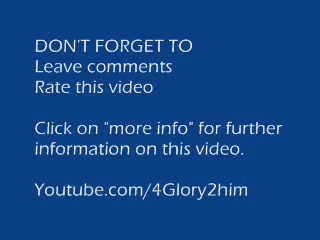 DON'T FORGET TO
Leave comments
Rate this video
Click on "more info" for further
information on this video.
Youtube.com/4Glory2him